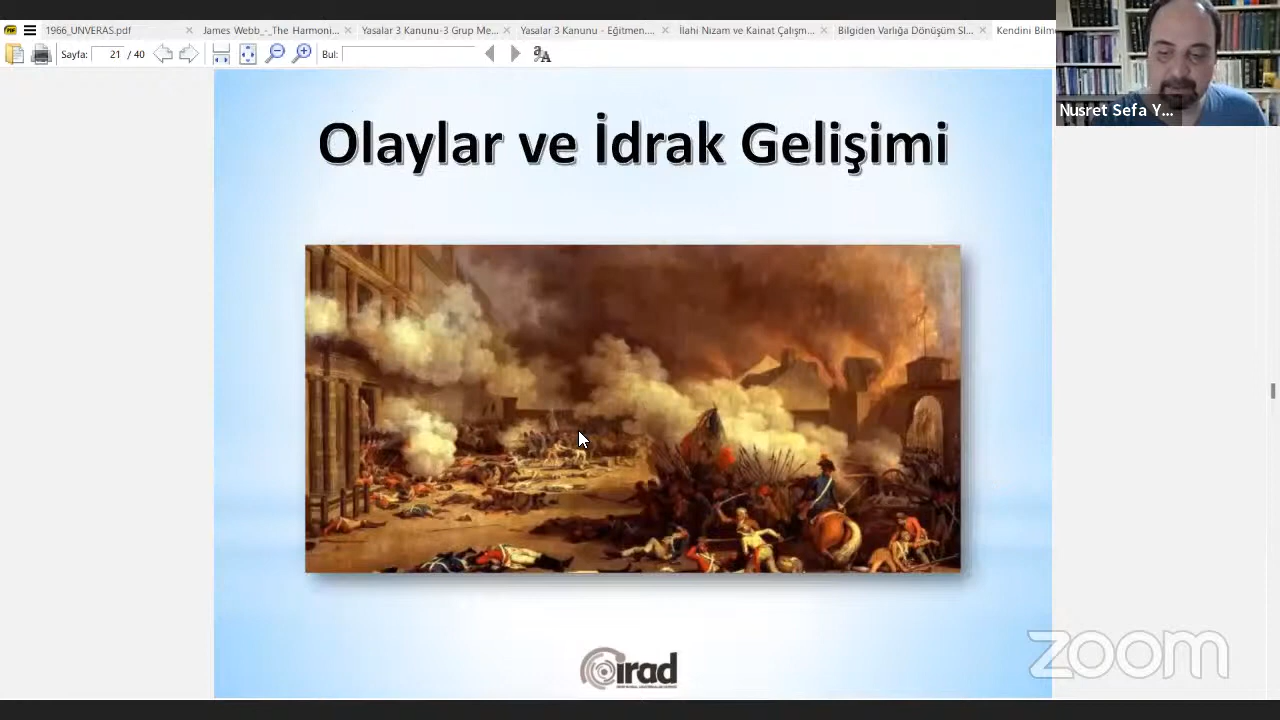 1966_UNVERAS.pdf
James Webb_-_The Harmoni...
Yasalar 3 Kanunu-3 Grup Me...
Yasalar 3 Kanunu - Eğitmen....
İlahi Nizam ve Kainat Çalışm...
Bilgiden Varlığa Dönüşüm Sl...
Kendini Bilm
Sayfa: 21 / 40
Bul:
Nusret Sefa Y...
Olaylar ve İdrak Gelişimi
irad
zoom